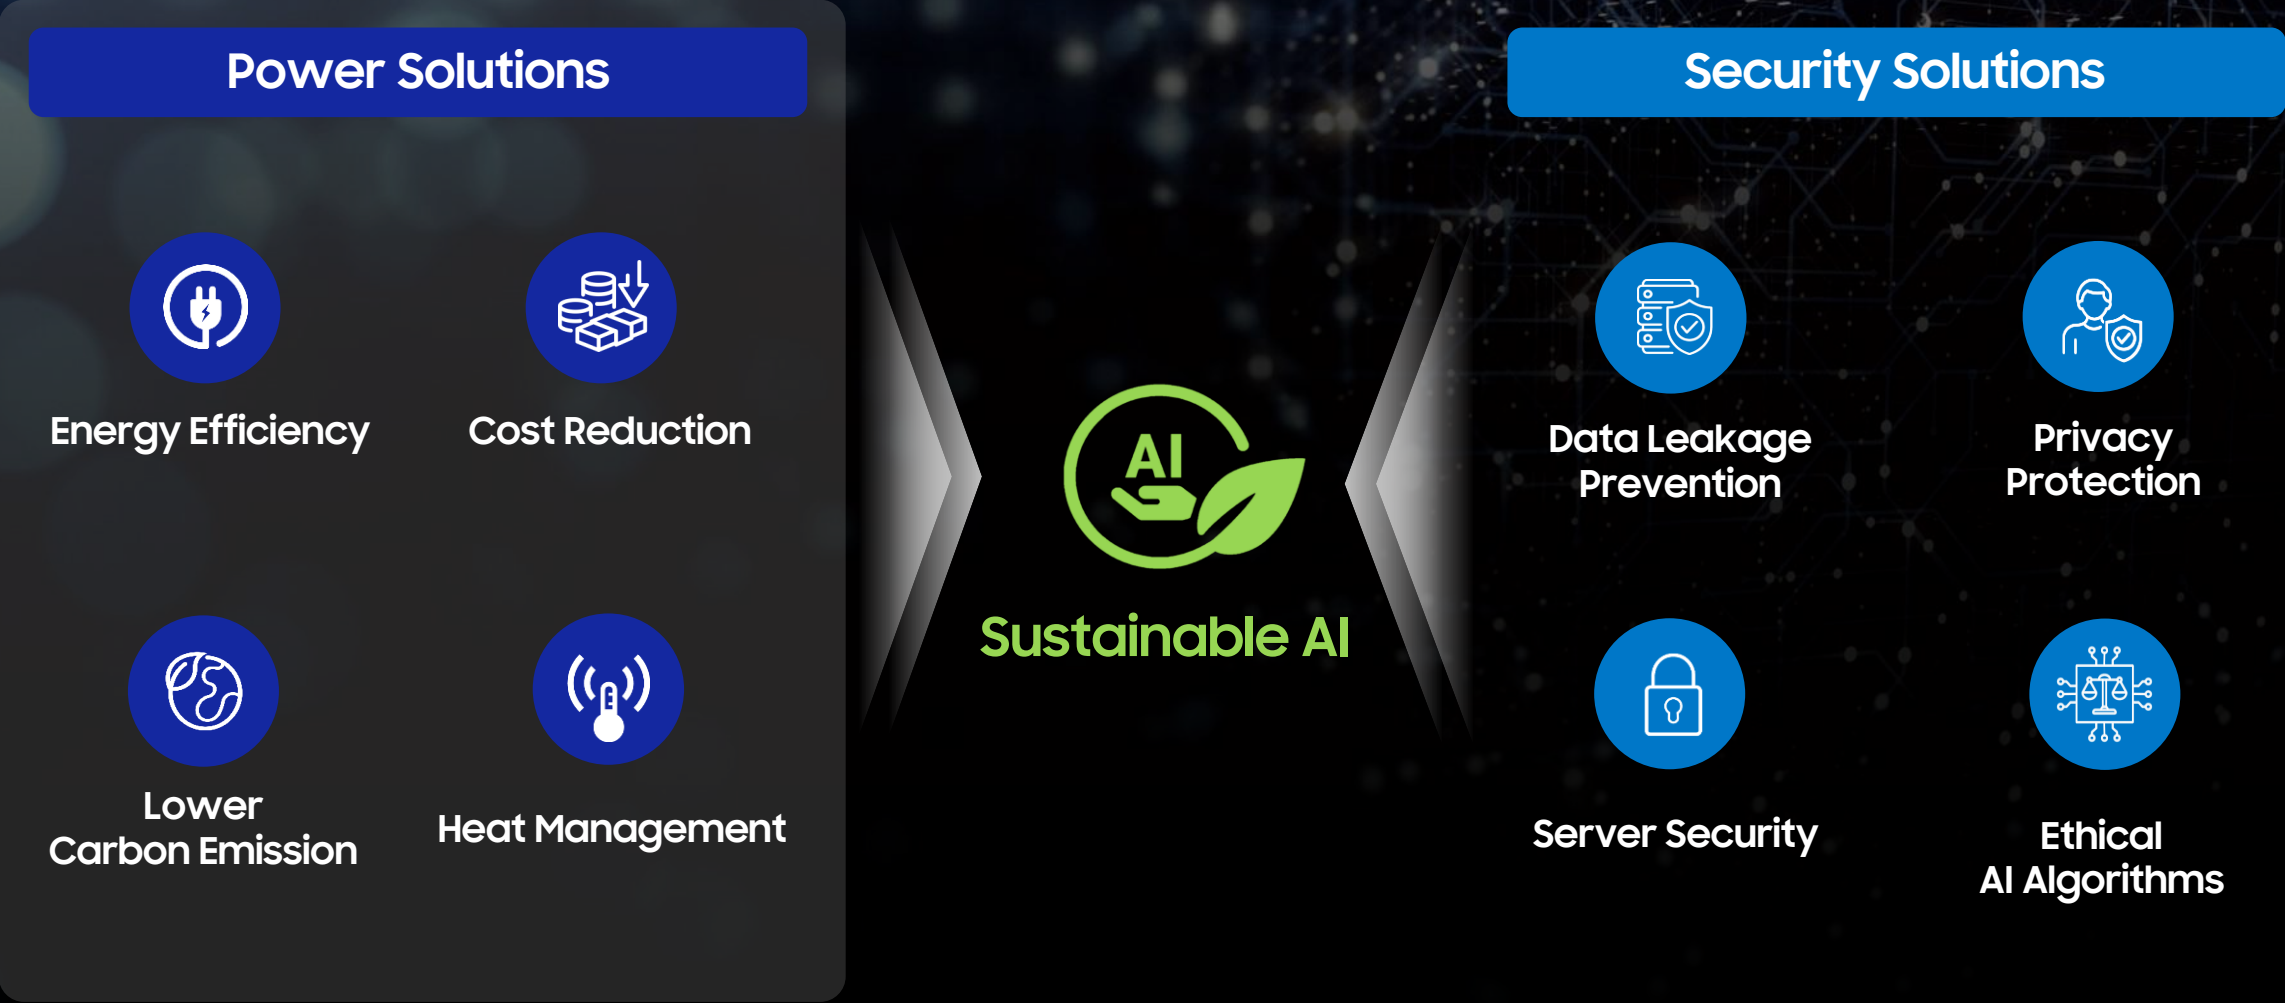 Power Solutions
Energy Efficiency
Cost Reduction
Lower
Carbon Emission
Heat Management
AI
Sustainable AI
Security Solutions
Data Leakage
Prevention
Privacy
Protection
Server Security
Ethical
AI Algorithms